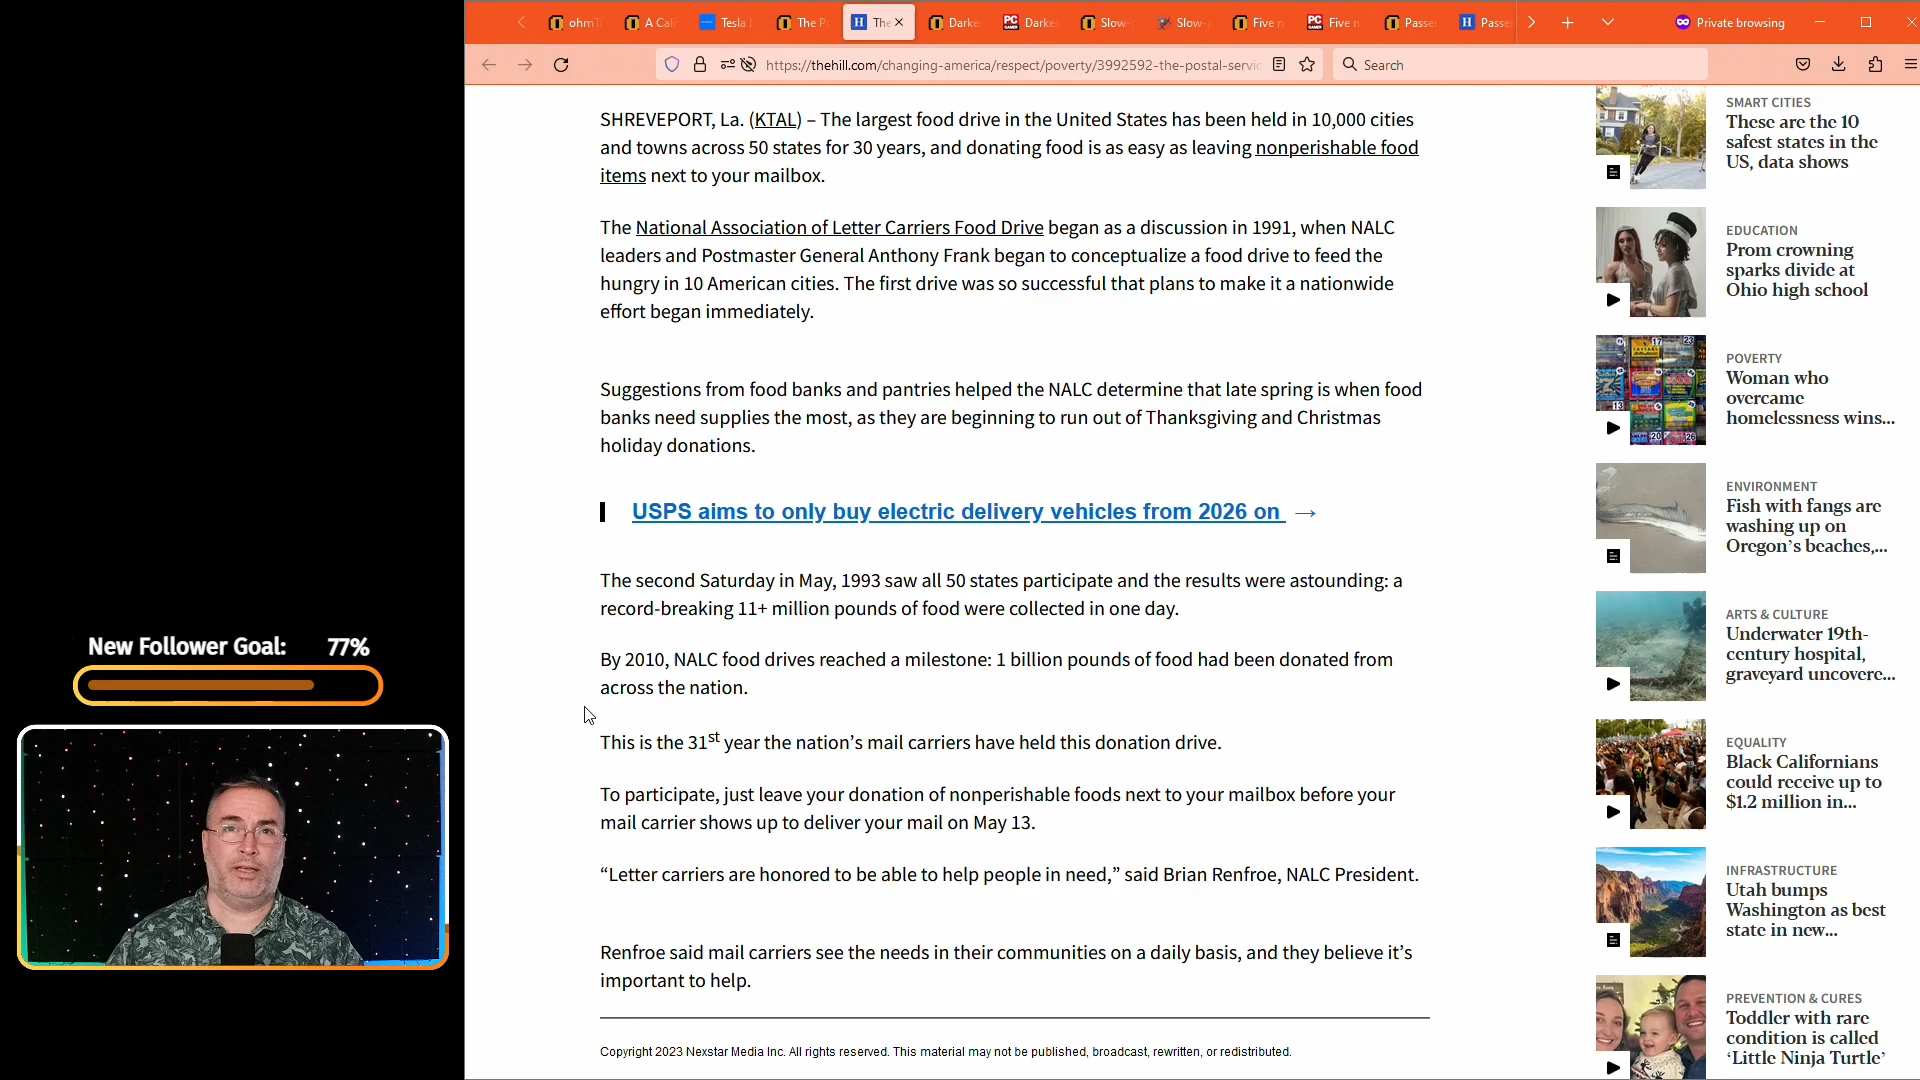 ohm
A Cal
Tesla
The P
The
Darke
Darke
Slow-
Slow-
Five n
Five n
Passe
Passe
Private browsing
https://thehill.com/changing-america/respect/poverty/3992592-the-postal-servic
Search
SHREVEPORT, La. (KTAL) – The largest food drive in the United States has been held in 10,000 cities
and towns across 50 states for 30 years, and donating food is as easy as leaving nonperishable food
items next to your mailbox.
The National Association of Letter Carriers Food Drive began as a discussion in 1991, when NALC
leaders and Postmaster General Anthony Frank began to conceptualize a food drive to feed the
hungry in 10 American cities. The first drive was so successful that plans to make it a nationwide
effort began immediately.
Suggestions from food banks and pantries helped the NALC determine that late spring is when food
banks need supplies the most, as they are beginning to run out of Thanksgiving and Christmas
holiday donations.
USPS aims to only buy electric delivery vehicles from 2026 on →
The second Saturday in May, 1993 saw all 50 states participate and the results were astounding: a
record-breaking 11+ million pounds of food were collected in one day.
By 2010, NALC food drives reached a milestone: 1 billion pounds of food had been donated from
across the nation.
This is the 31st year the nation’s mail carriers have held this donation drive.
To participate, just leave your donation of nonperishable foods next to your mailbox before your
mail carrier shows up to deliver your mail on May 13.
“Letter carriers are honored to be able to help people in need,” said Brian Renfroe, NALC President.
Renfroe said mail carriers see the needs in their communities on a daily basis, and they believe it’s
important to help.
Copyright 2023 Nexstar Media Inc. All rights reserved. This material may not be published, broadcast, rewritten, or redistributed.
SMART CITIES
These are the 10
safest states in the
US, data shows
EDUCATION
Prom crowning
sparks divide at
Ohio high school
POVERTY
Woman who
overcame
homelessness wins...
ENVIRONMENT
Fish with fangs are
washing up on
Oregon’s beaches,...
ARTS & CULTURE
Underwater 19th-
century hospital,
graveyard uncovere...
EQUALITY
Black Californians
could receive up to
$1.2 million in...
INFRASTRUCTURE
Utah bumps
Washington as best
state in new...
PREVENTION & CURES
Toddler with rare
condition is called
‘Little Ninja Turtle’
New Follower Goal: 77%